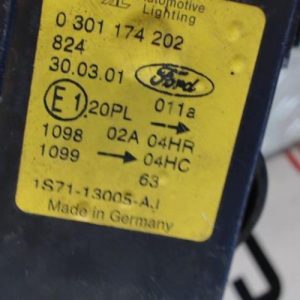 AL Automotive
Lighting
0 301 174 202
824
30.03.01 Ford
E1 20PL 011a →
1098 02A 04HR
1099 → 04HC
63
1S71-13005-AJ
Made in Germany